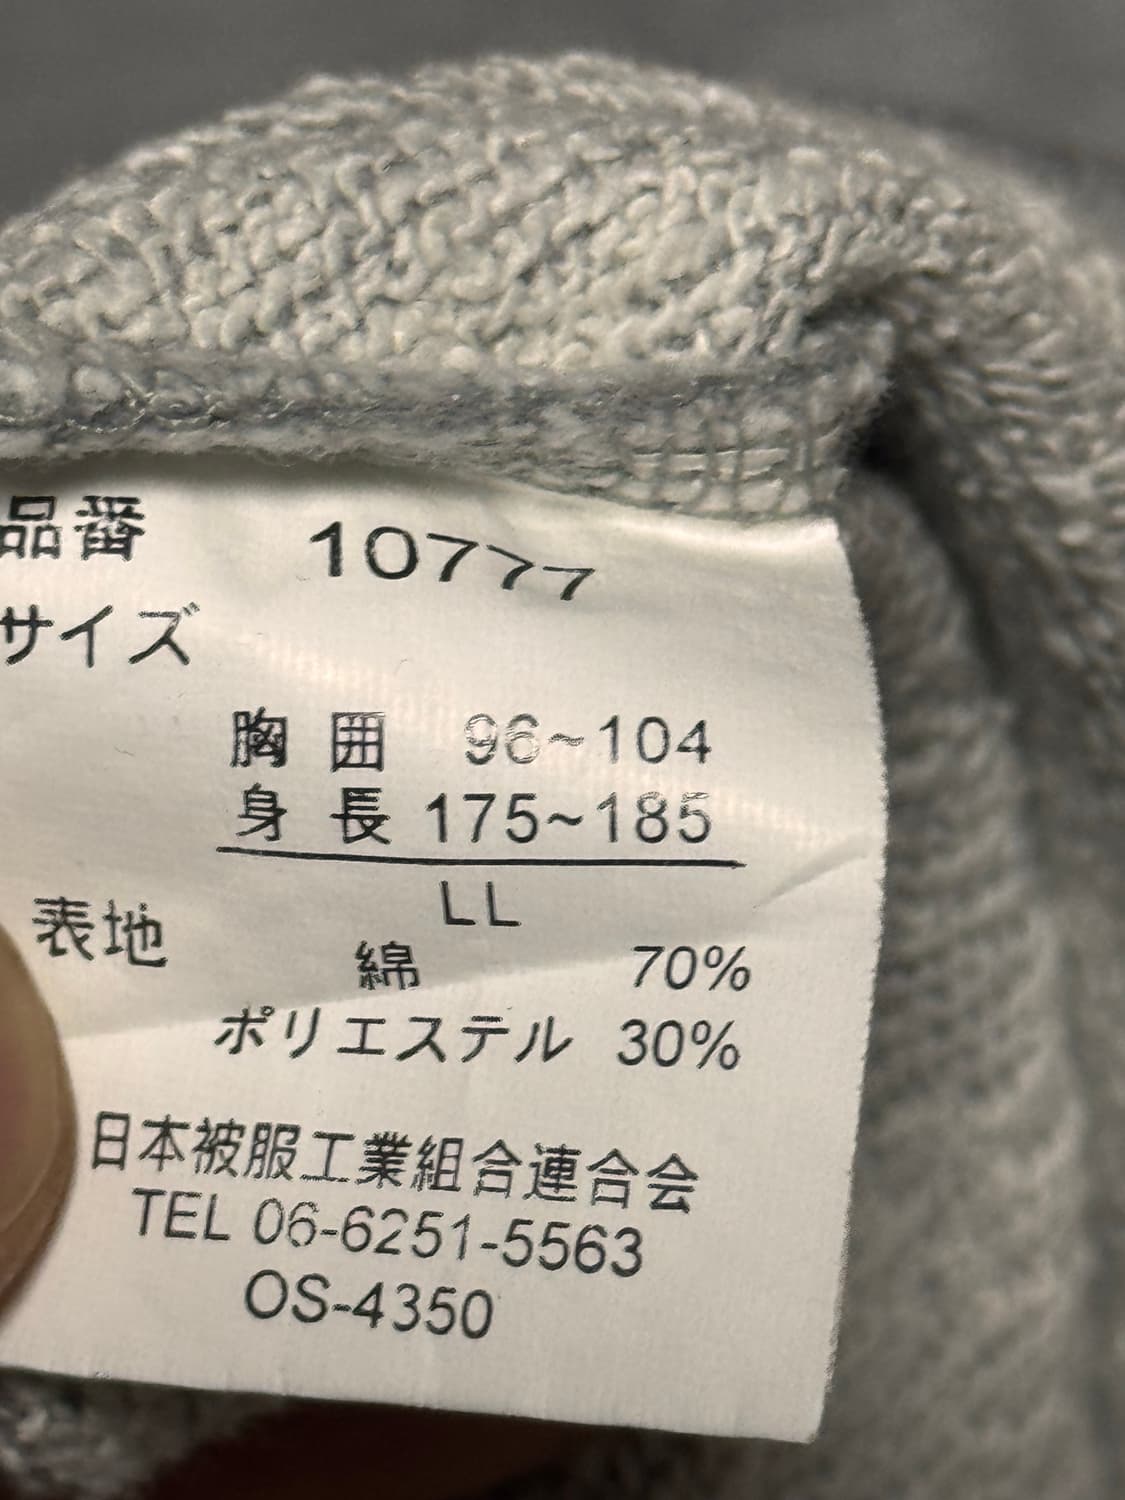 品番 10777
サイズ
胸囲 96~104
身長 175~185
LL
表地
綿 70%
ポリエステル 30%
日本被服工業組合連合会
TEL 06-6251-5563
OS-4350